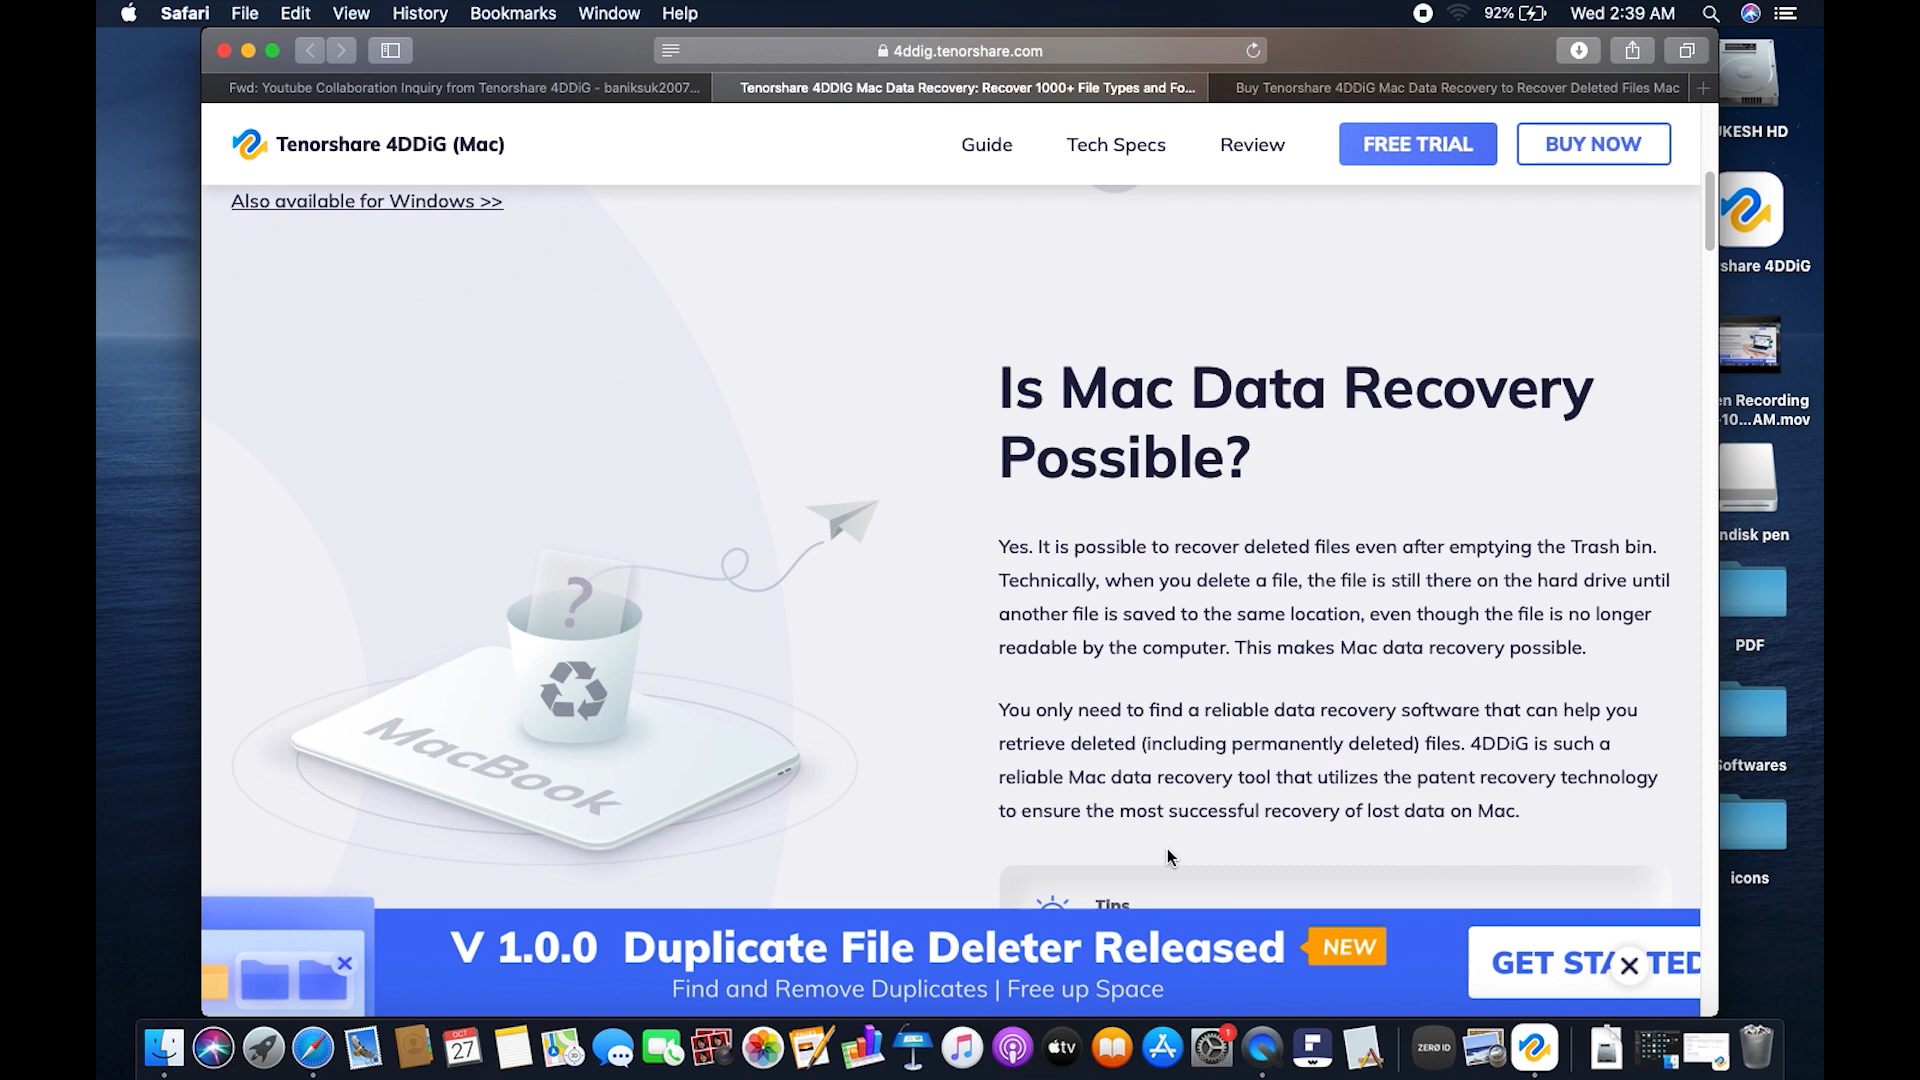 Safari File Edit View History Bookmarks Window Help 92% Wed 2:39 AM
4ddig.tenorshare.com
Fwd: Youtube Collaboration Inquiry from Tenorshare 4DDiG - baniksuk2007... Tenorshare 4DDIG Mac Data Recovery: Recover 1000+ File Types and Fo... Buy Tenorshare 4DDiG Mac Data Recovery to Recover Deleted Files Mac
Tenorshare 4DDiG (Mac) Guide Tech Specs Review FREE TRIAL BUY NOW
Also available for Windows >>
Is Mac Data Recovery
Possible?
Yes. It is possible to recover deleted files even after emptying the Trash bin.
Technically, when you delete a file, the file is still there on the hard drive until
another file is saved to the same location, even though the file is no longer
readable by the computer. This makes Mac data recovery possible.
You only need to find a reliable data recovery software that can help you
retrieve deleted (including permanently deleted) files. 4DDiG is such a
reliable Mac data recovery tool that utilizes the patent recovery technology
to ensure the most successful recovery of lost data on Mac.
Tips
?
MacBook
V 1.0.0 Duplicate File Deleter Released NEW
Find and Remove Duplicates | Free up Space
GET STARTED
KESH HD
share 4DDiG
en Recording
10...AM.mov
ndisk pen
PDF
Softwares
icons
OCT
27
tv
1
ZERO ID